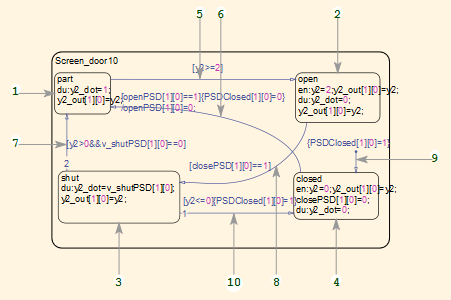 5
6
2
Screen_door10
[y2>=2]
part
du:y2_dot=1;
y2_out[1][0]=y2;
[openPSD[1][0]==1]{PSDClosed[1][0]=0}
/openPSD[1][0]=0;
open
en:y2=2;y2_out[1][0]=y2;
du:y2_dot=0;
y2_out[1][0]=y2;
1
7
[y2>0&&v_shutPSD[1][0]==0]
{PSDClosed[1][0]=1}
9
2
[closePSD[1][0]==1]
shut
du:y2_dot=v_shutPSD[1][0];
y2_out[1][0]=y2;
[y2<=0]{PSDClosed[1][0]=1}
1
closed
en:y2=0;y2_out[1][0]=y2;
closePSD[1][0]=0;
du:y2_dot=0;
3
10
8
4